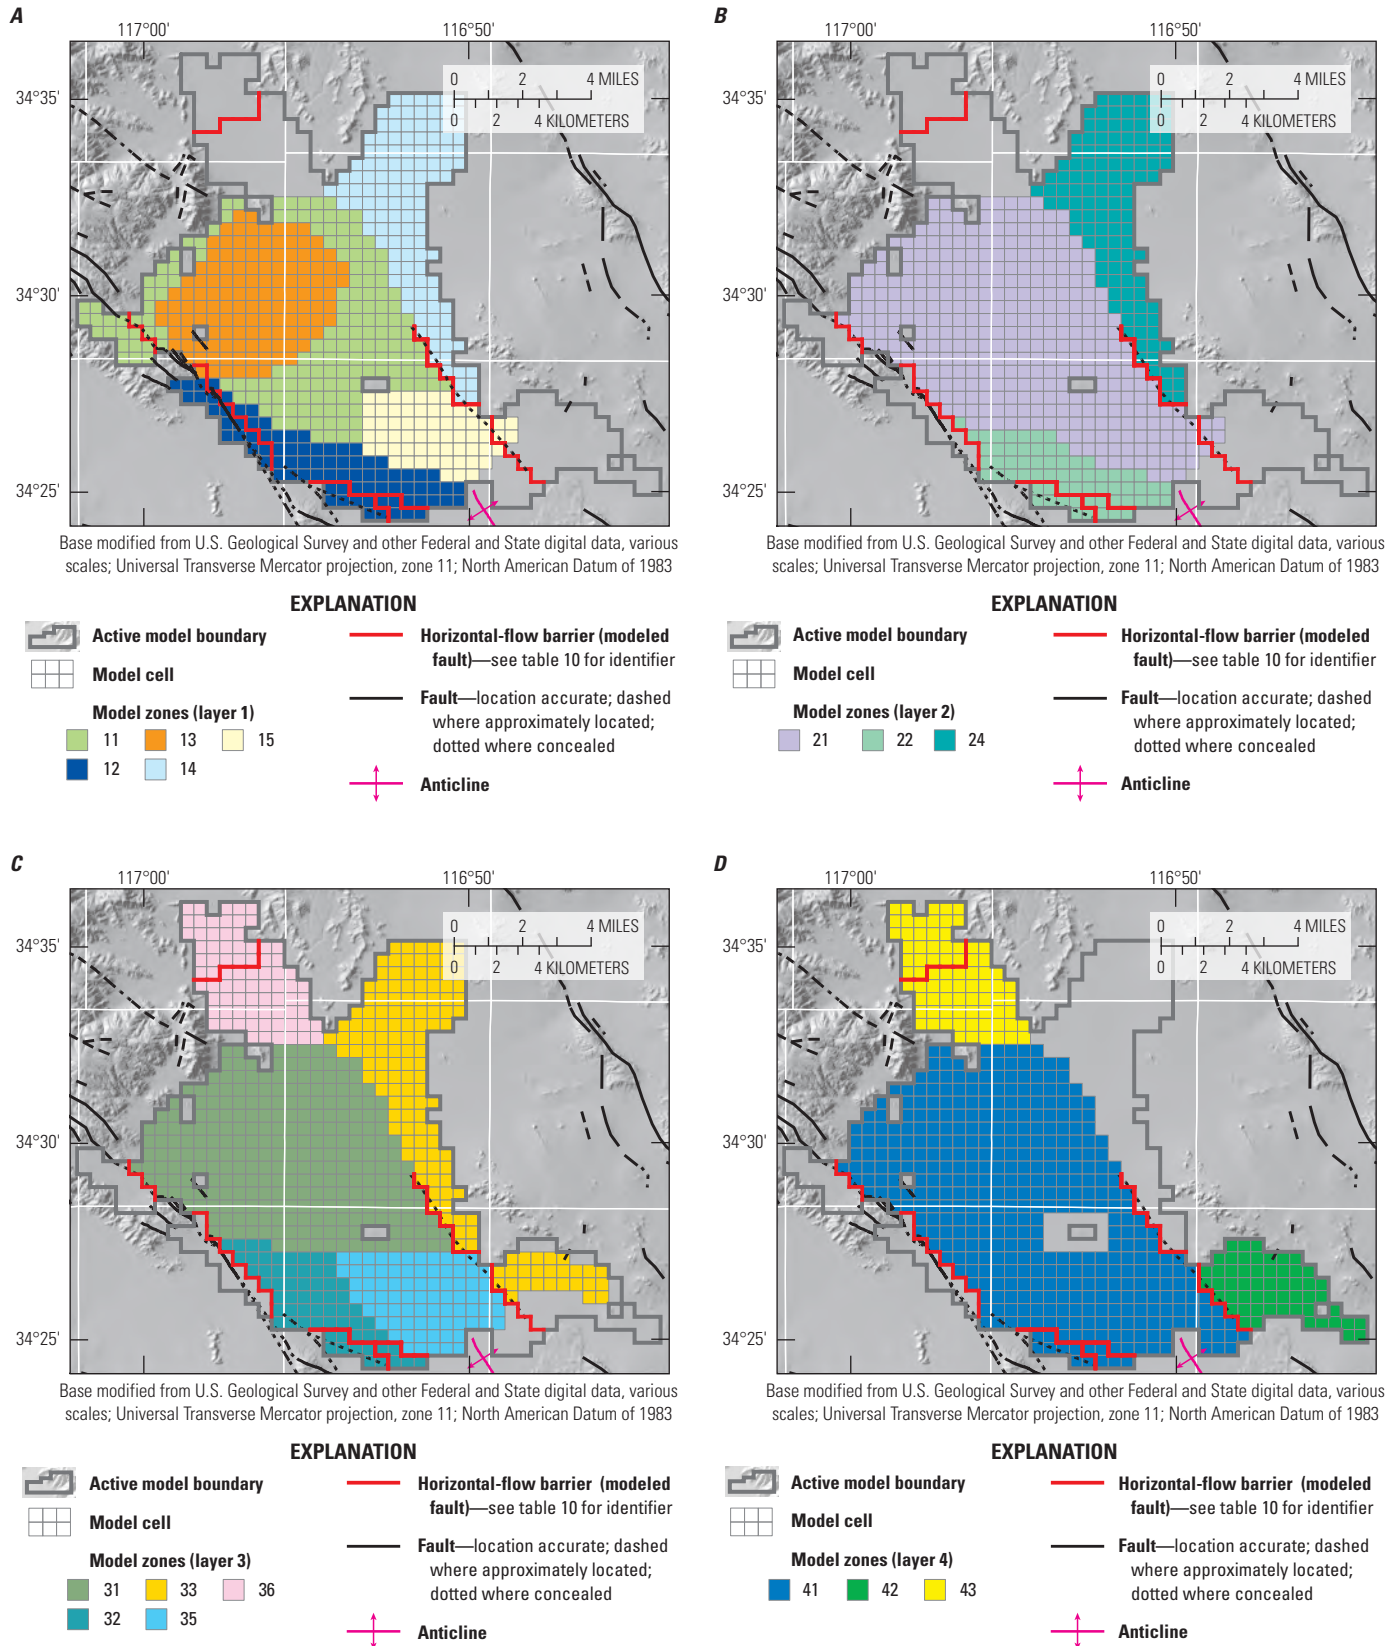 A
117°00'
116°50'
34°35'
34°30'
34°25'
0 2 4 MILES
0 2 4 KILOMETERS
Base modified from U.S. Geological Survey and other Federal and State digital data, various
scales; Universal Transverse Mercator projection, zone 11; North American Datum of 1983
EXPLANATION
Active model boundary
Model cell
Model zones (layer 1)
11 13 15
12 14
Horizontal-flow barrier (modeled
fault)—see table 10 for identifier
Fault—location accurate; dashed
where approximately located;
dotted where concealed
Anticline
B
117°00'
116°50'
34°35'
34°30'
34°25'
0 2 4 MILES
0 2 4 KILOMETERS
Base modified from U.S. Geological Survey and other Federal and State digital data, various
scales; Universal Transverse Mercator projection, zone 11; North American Datum of 1983
EXPLANATION
Active model boundary
Model cell
Model zones (layer 2)
21 22 24
Horizontal-flow barrier (modeled
fault)—see table 10 for identifier
Fault—location accurate; dashed
where approximately located;
dotted where concealed
Anticline
C
117°00'
116°50'
34°35'
34°30'
34°25'
0 2 4 MILES
0 2 4 KILOMETERS
Base modified from U.S. Geological Survey and other Federal and State digital data, various
scales; Universal Transverse Mercator projection, zone 11; North American Datum of 1983
EXPLANATION
Active model boundary
Model cell
Model zones (layer 3)
31 33 36
32 35
Horizontal-flow barrier (modeled
fault)—see table 10 for identifier
Fault—location accurate; dashed
where approximately located;
dotted where concealed
Anticline
D
117°00'
116°50'
34°35'
34°30'
34°25'
0 2 4 MILES
0 2 4 KILOMETERS
Base modified from U.S. Geological Survey and other Federal and State digital data, various
scales; Universal Transverse Mercator projection, zone 11; North American Datum of 1983
EXPLANATION
Active model boundary
Model cell
Model zones (layer 4)
41 42 43
Horizontal-flow barrier (modeled
fault)—see table 10 for identifier
Fault—location accurate; dashed
where approximately located;
dotted where concealed
Anticline